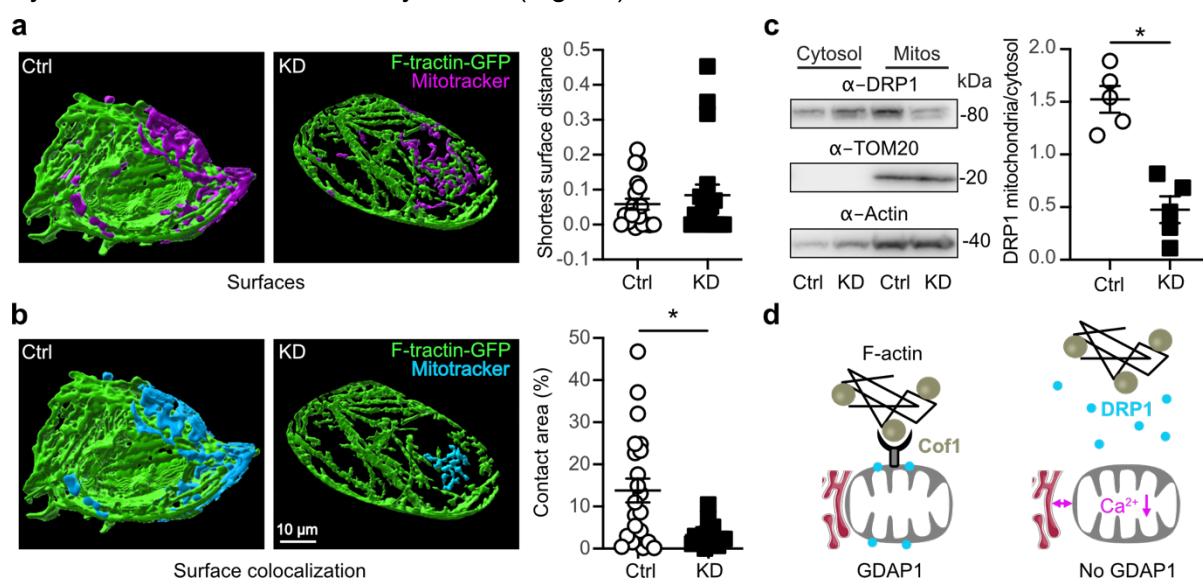 a
Ctrl
KD
F-tractin-GFP
Mitotracker
Surfaces
Shortest surface distance
0.5
0.4
0.3
0.2
0.1
0.0
-0.1
Ctrl
KD
b
Ctrl
KD
F-tractin-GFP
Mitotracker
10 µm
Surface colocalization
Contact area (%)
50
40
30
20
10
0
*
Ctrl
KD
c
Cytosol
Mitos
kDa
α-DRP1
-80
α-TOM20
-20
α-Actin
-40
Ctrl KD Ctrl KD
DRP1 mitochondria/cytosol
2.0
1.5
1.0
0.5
0.0
*
Ctrl
KD
d
F-actin
Cof1
GDAP1
DRP1
Ca²⁺
No GDAP1